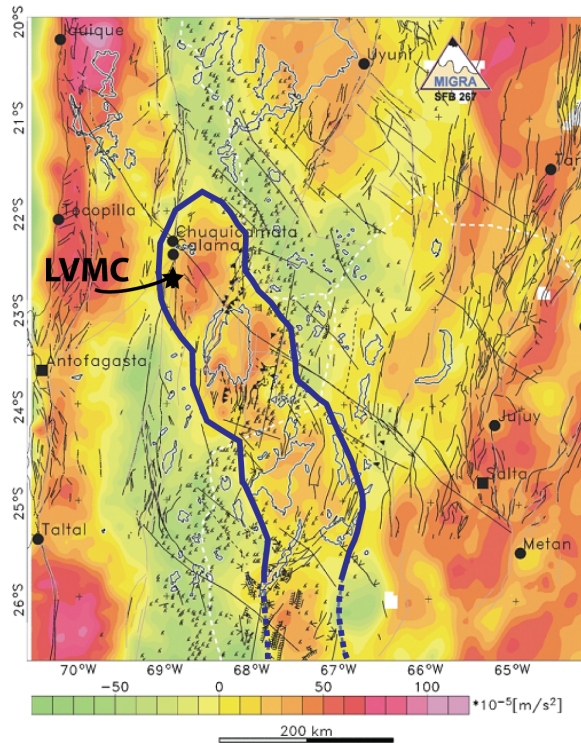 20°S
Iquique
Uyuni
MIGRA
SFB 267
21°S
Tar
22°S
Tocopilla
Chuquicamata
Calama
LVMC
23°S
Antofagasta
24°S
Jujuy
Salta
25°S
Taltal
Metan
26°S
70°W 69°W 68°W 67°W 66°W 65°W
−50 0 50 100 *10-5[m/s2]
200 km